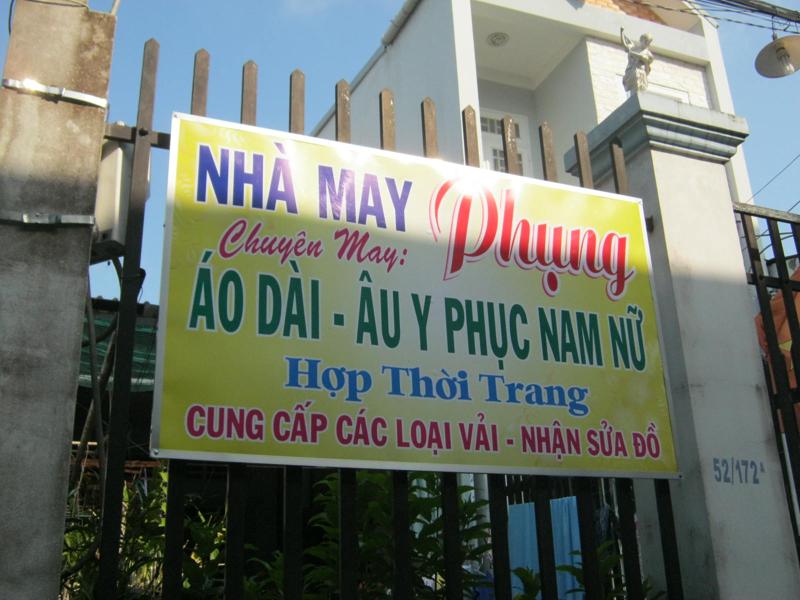 NHÀ MAY Phụng
Chuyên May:
ÁO DÀI - ÂU Y PHỤC NAM NỮ
Hợp Thời Trang
CUNG CẤP CÁC LOẠI VẢI - NHẬN SỬA ĐỒ
52/172ᴬ